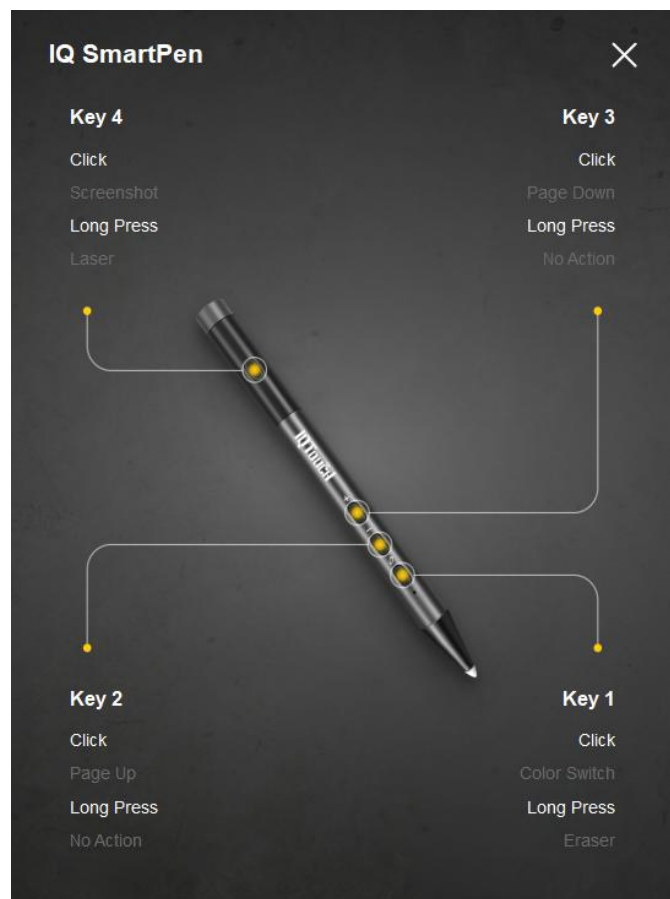 IQ SmartPen
Key 4
Click
Screenshot
Long Press
Laser
Key 3
Click
Page Down
Long Press
No Action
IQTOUCH
Key 2
Click
Page Up
Long Press
No Action
Key 1
Click
Color Switch
Long Press
Eraser